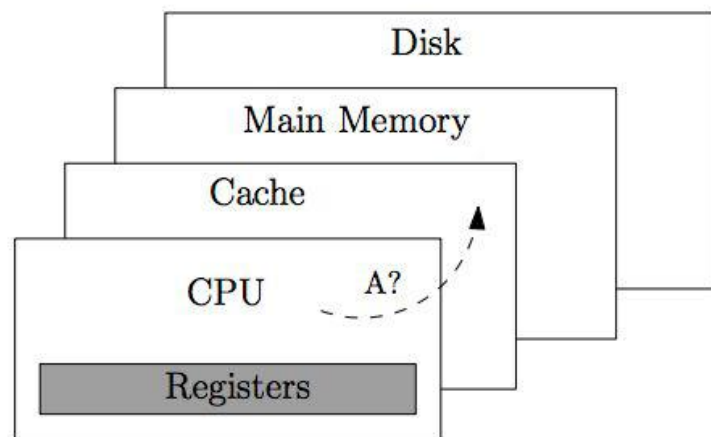 Disk
Main Memory
Cache
CPU
A?
Registers